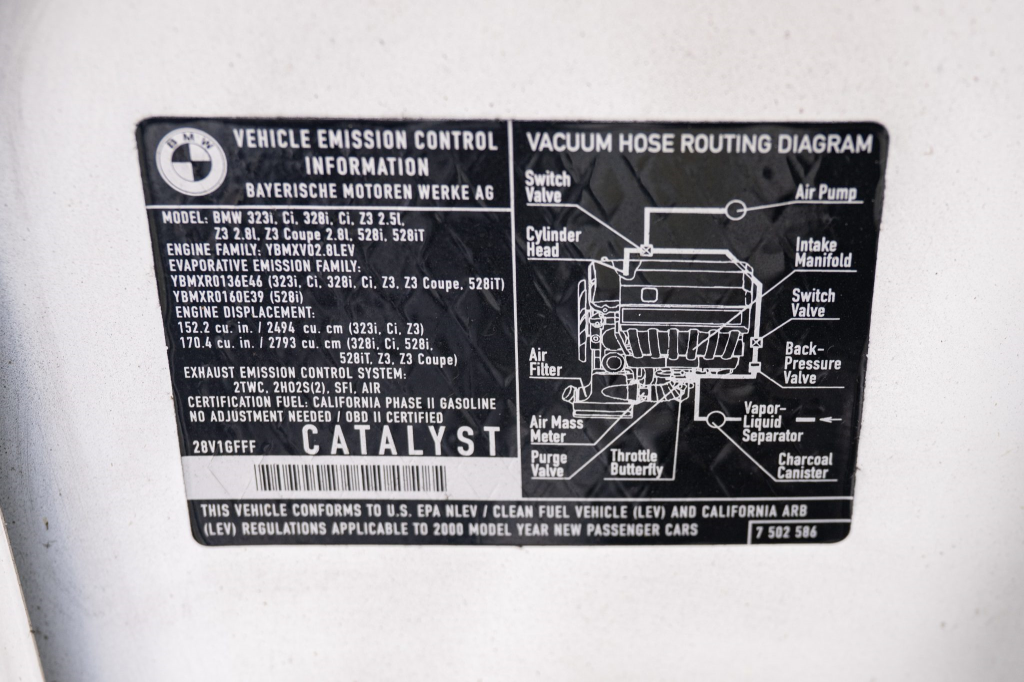 BMW
VEHICLE EMISSION CONTROL
INFORMATION
BAYERISCHE MOTOREN WERKE AG
MODEL: BMW 323i, Ci, 328i, Ci, Z3 2.5l,
Z3 2.8l, Z3 Coupe 2.8l, 528i, 528iT
ENGINE FAMILY: YBMXV02.8LEV
EVAPORATIVE EMISSION FAMILY:
YBMXR0136E46 (323i, Ci, 328i, Ci, Z3, Z3 Coupe, 528iT)
YBMXR0160E39 (528i)
ENGINE DISPLACEMENT:
152.2 cu. in. / 2494 cu. cm (323i, Ci, Z3)
170.4 cu. in. / 2793 cu. cm (328i, Ci, 528i,
528iT, Z3, Z3 Coupe)
EXHAUST EMISSION CONTROL SYSTEM:
2TWC, 2HO2S(2), SFI, AIR
CERTIFICATION FUEL: CALIFORNIA PHASE II GASOLINE
NO ADJUSTMENT NEEDED / OBD II CERTIFIED
28V1GFFF
CATALYST
VACUUM HOSE ROUTING DIAGRAM
Switch
Valve
Air Pump
Cylinder
Head
Intake
Manifold
Switch
Valve
Air
Filter
Back-
Pressure
Valve
Air Mass
Meter
Vapor-
Liquid
Separator
Purge
Valve
Throttle
Butterfly
Charcoal
Canister
THIS VEHICLE CONFORMS TO U.S. EPA NLEV / CLEAN FUEL VEHICLE (LEV) AND CALIFORNIA ARB
(LEV) REGULATIONS APPLICABLE TO 2000 MODEL YEAR NEW PASSENGER CARS
7 502 586